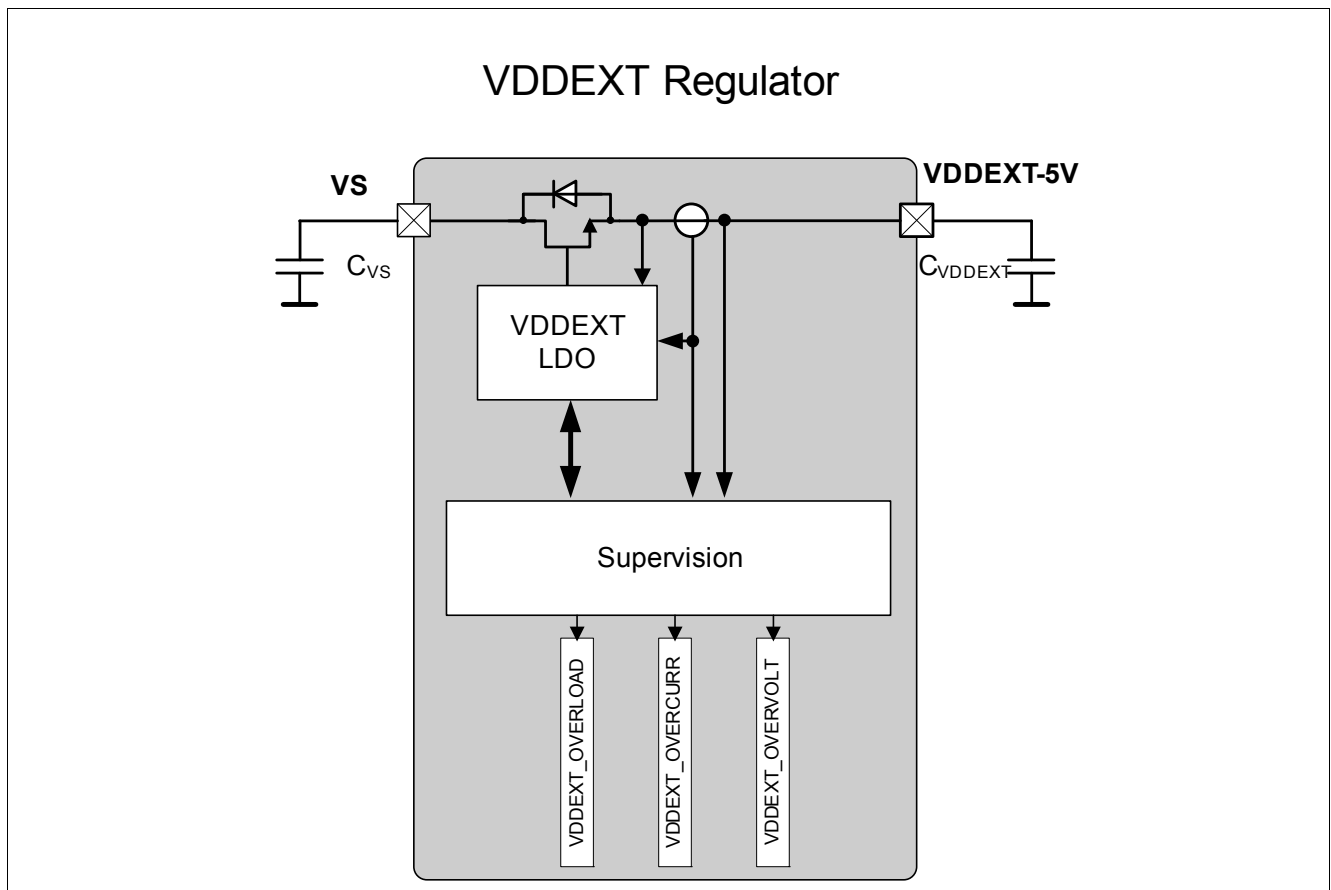 VDDEXT Regulator
VS
VDDEXT-5V
CVS
CVDDEXT
VDDEXT
LDO
Supervision
VDDEXT_OVERLOAD
VDDEXT_OVERCURR
VDDEXT_OVERVOLT